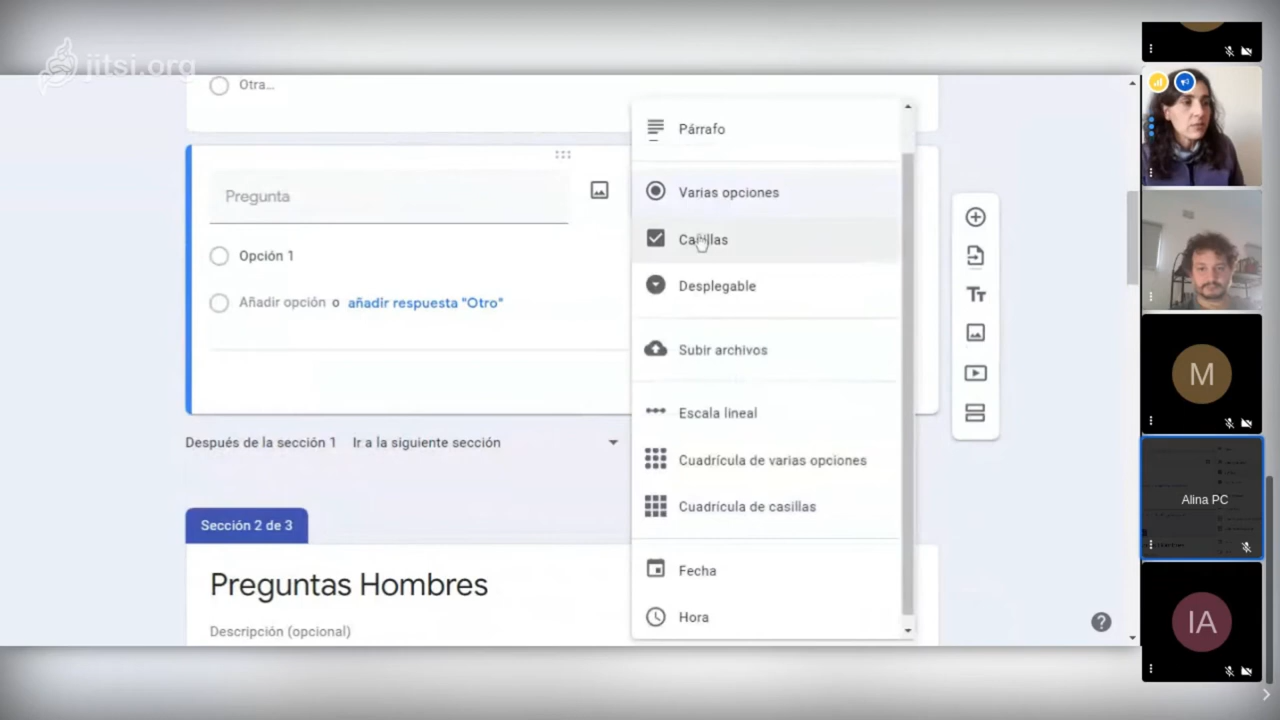 jitsi.org
Otra...
Párrafo
Pregunta
Varias opciones
Opción 1
Casillas
Añadir opción o añadir respuesta "Otro"
Desplegable
Subir archivos
Escala lineal
Después de la sección 1 Ir a la siguiente sección
Cuadrícula de varias opciones
Cuadrícula de casillas
Sección 2 de 3
Fecha
Preguntas Hombres
Hora
Descripción (opcional)
Tт
M
Alina PC
IA